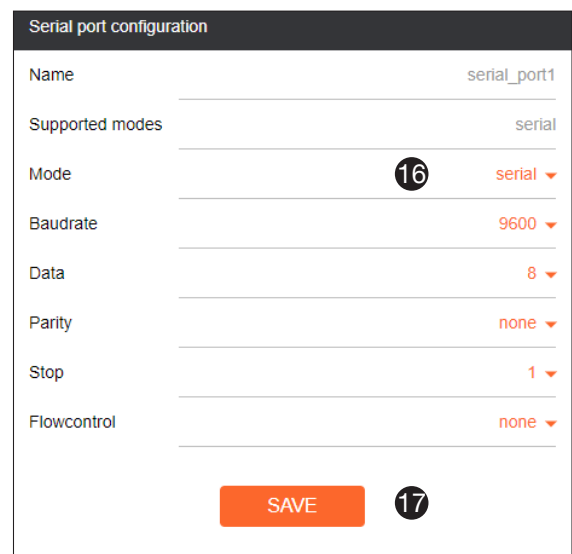 Serial port configuration
Name serial_port1
Supported modes serial
Mode 16 serial
Baudrate 9600
Data 8
Parity none
Stop 1
Flowcontrol none
SAVE 17